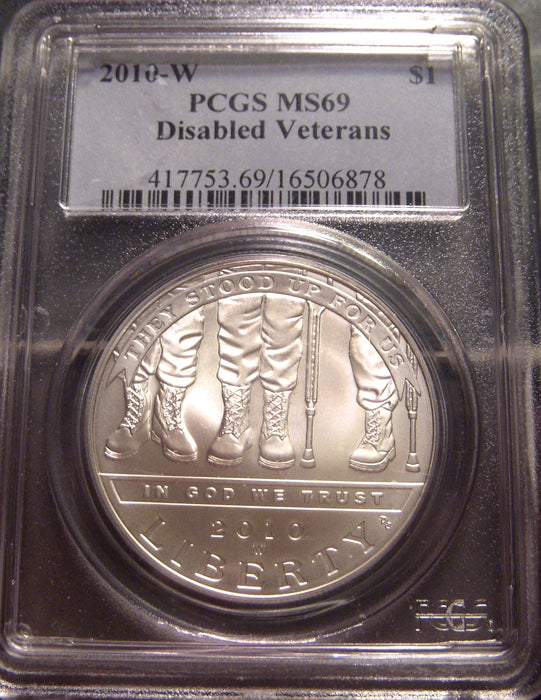 2010-W $1
PCGS MS69
Disabled Veterans
417753.69/16506878
THEY STOOD UP FOR US
IN GOD WE TRUST
2010
W
LIBERTY
PCGS